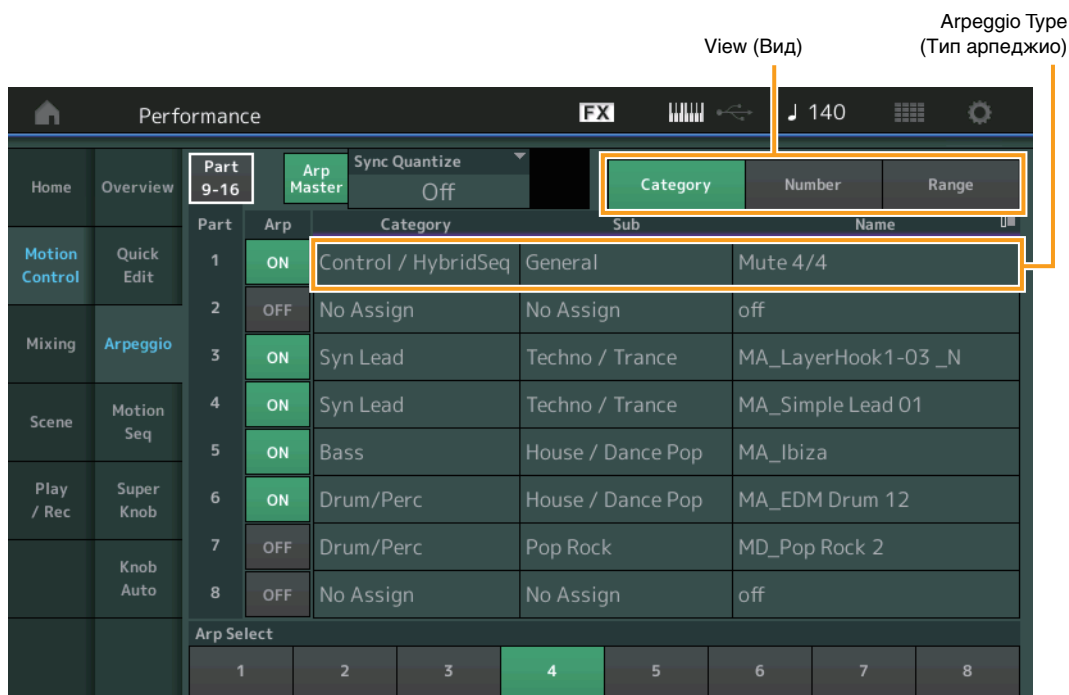 Arpeggio Type
View (Вид)
(Тип арпеджио)
Performance
FX
140
Home
Overview
Part
9-16
Arp
Master
Sync Quantize
Off
Category
Number
Range
Part
Arp
Category
Sub
Name
Motion
Control
Quick
Edit
1
ON
Control / HybridSeq
General
Mute 4/4
2
OFF
No Assign
No Assign
off
Mixing
Arpeggio
3
ON
Syn Lead
Techno / Trance
MA_LayerHook1-03 _N
4
ON
Syn Lead
Techno / Trance
MA_Simple Lead 01
Scene
Motion
Seq
5
ON
Bass
House / Dance Pop
MA_Ibiza
Play
/ Rec
Super
Knob
6
ON
Drum/Perc
House / Dance Pop
MA_EDM Drum 12
7
OFF
Drum/Perc
Pop Rock
MD_Pop Rock 2
Knob
Auto
8
OFF
No Assign
No Assign
off
Arp Select
1
2
3
4
5
6
7
8